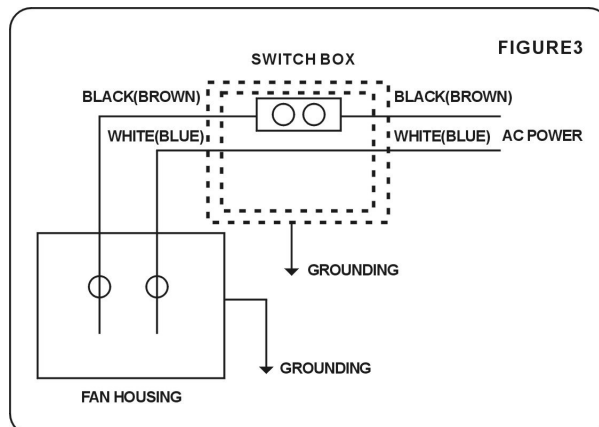 FIGURE3
SWITCH BOX
BLACK(BROWN)
BLACK(BROWN)
WHITE(BLUE)
WHITE(BLUE)
AC POWER
GROUNDING
GROUNDING
FAN HOUSING